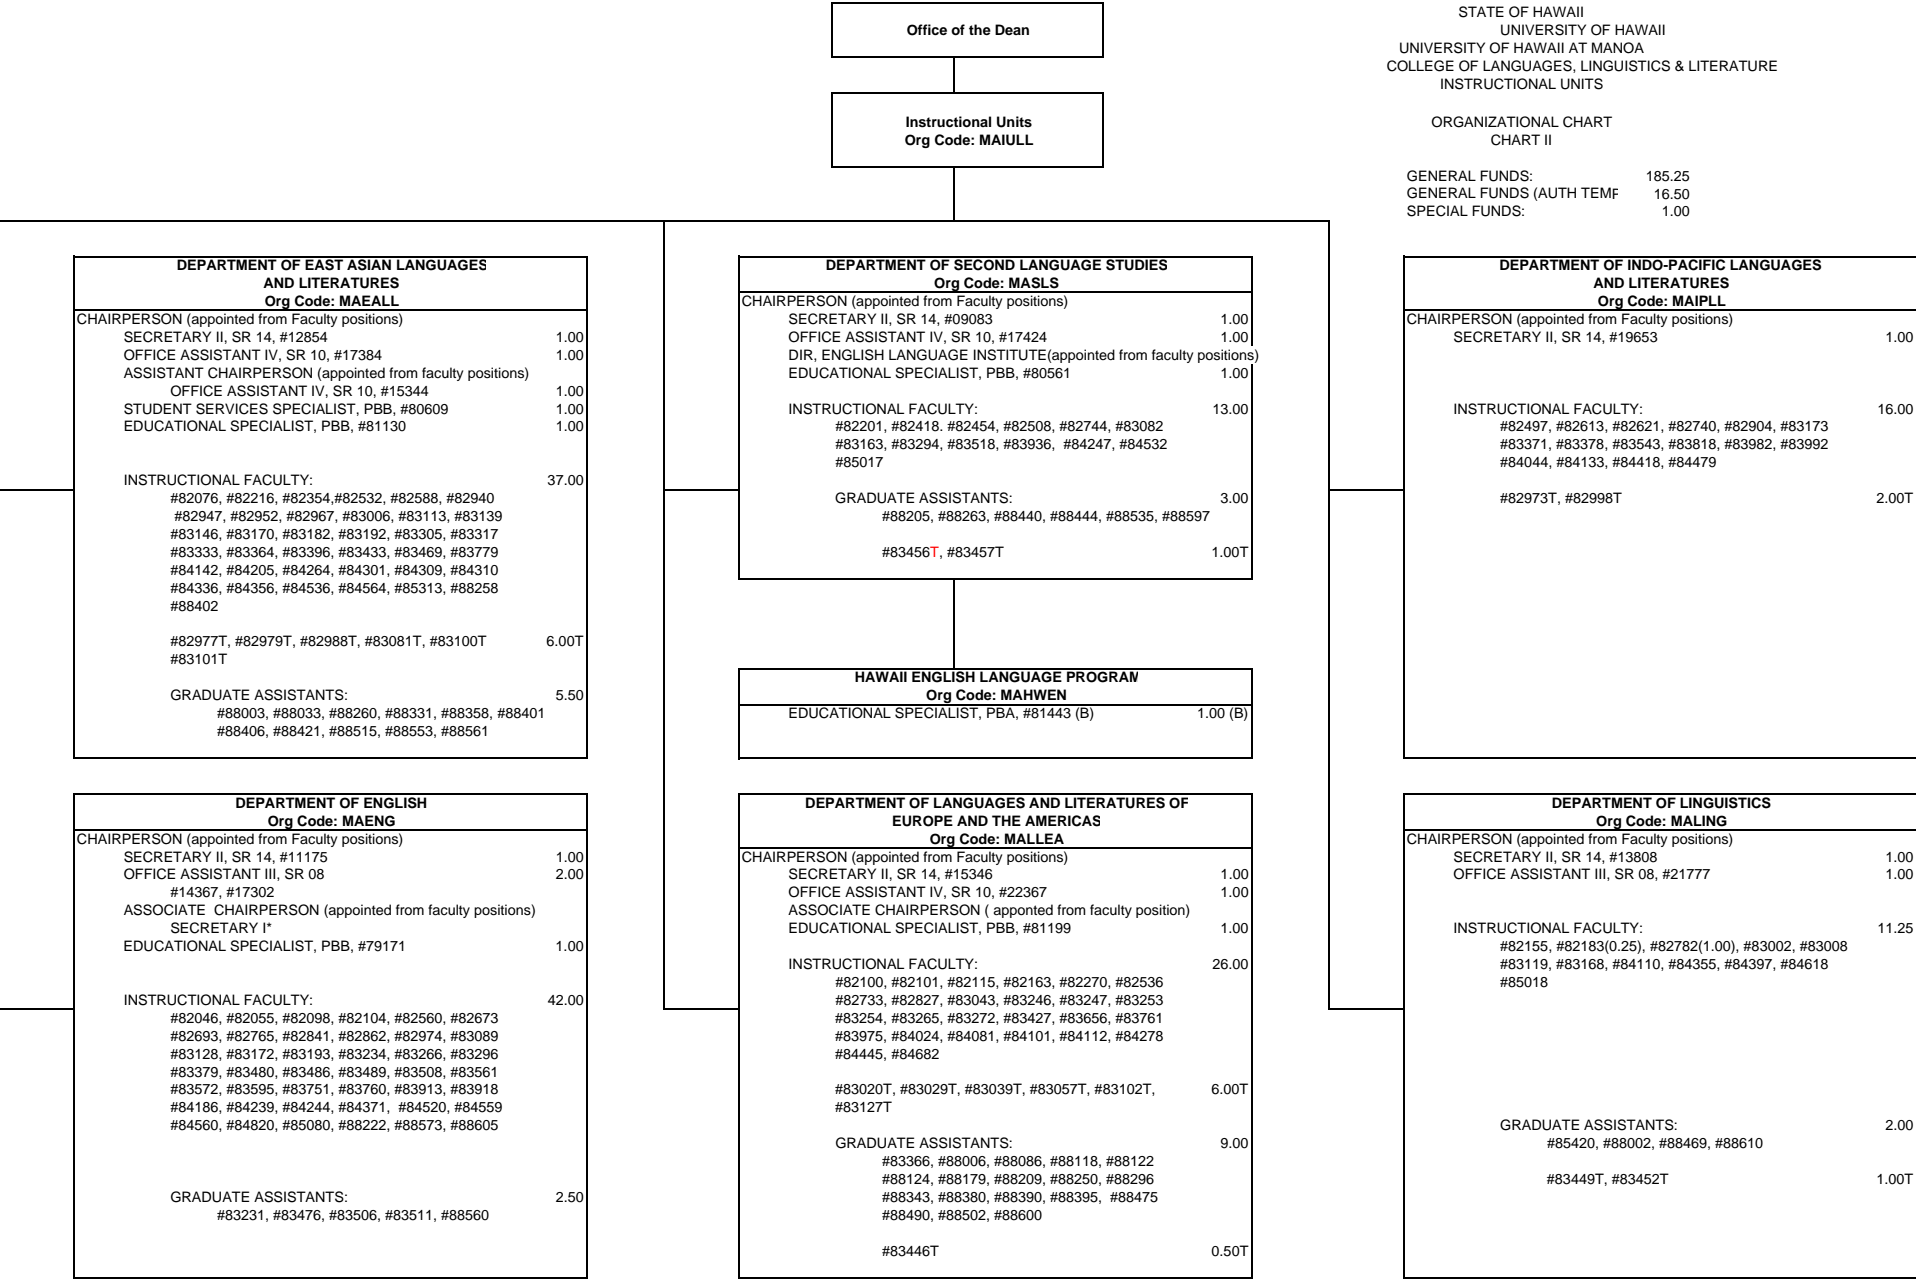 Office of the Dean
Instructional Units
Org Code: MAIULL
STATE OF HAWAII
UNIVERSITY OF HAWAII
UNIVERSITY OF HAWAII AT MANOA
COLLEGE OF LANGUAGES, LINGUISTICS & LITERATURE
INSTRUCTIONAL UNITS
ORGANIZATIONAL CHART
CHART II
GENERAL FUNDS: 185.25
GENERAL FUNDS (AUTH TEMP 16.50
SPECIAL FUNDS: 1.00
DEPARTMENT OF EAST ASIAN LANGUAGES
AND LITERATURES
Org Code: MAEALL
CHAIRPERSON (appointed from Faculty positions)
SECRETARY II, SR 14, #12854 1.00
OFFICE ASSISTANT IV, SR 10, #17384 1.00
ASSISTANT CHAIRPERSON (appointed from faculty positions)
OFFICE ASSISTANT IV, SR 10, #15344 1.00
STUDENT SERVICES SPECIALIST, PBB, #80609 1.00
EDUCATIONAL SPECIALIST, PBB, #81130 1.00
INSTRUCTIONAL FACULTY: 37.00
#82076, #82216, #82354,#82532, #82588, #82940
#82947, #82952, #82967, #83006, #83113, #83139
#83146, #83170, #83182, #83192, #83305, #83317
#83333, #83364, #83396, #83433, #83469, #83779
#84142, #84205, #84264, #84301, #84309, #84310
#84336, #84356, #84536, #84564, #85313, #88258
#88402
#82977T, #82979T, #82988T, #83081T, #83100T 6.00T
#83101T
GRADUATE ASSISTANTS: 5.50
#88003, #88033, #88260, #88331, #88358, #88401
#88406, #88421, #88515, #88553, #88561
DEPARTMENT OF SECOND LANGUAGE STUDIES
Org Code: MASLS
CHAIRPERSON (appointed from Faculty positions)
SECRETARY II, SR 14, #09083 1.00
OFFICE ASSISTANT IV, SR 10, #17424 1.00
DIR, ENGLISH LANGUAGE INSTITUTE(appointed from faculty positions)
EDUCATIONAL SPECIALIST, PBB, #80561 1.00
INSTRUCTIONAL FACULTY: 13.00
#82201, #82418. #82454, #82508, #82744, #83082
#83163, #83294, #83518, #83936, #84247, #84532
#85017
GRADUATE ASSISTANTS: 3.00
#88205, #88263, #88440, #88444, #88535, #88597
#83456T, #83457T 1.00T
HAWAII ENGLISH LANGUAGE PROGRAM
Org Code: MAHWEN
EDUCATIONAL SPECIALIST, PBA, #81443 (B) 1.00 (B)
DEPARTMENT OF INDO-PACIFIC LANGUAGES
AND LITERATURES
Org Code: MAIPLL
CHAIRPERSON (appointed from Faculty positions)
SECRETARY II, SR 14, #19653 1.00
INSTRUCTIONAL FACULTY: 16.00
#82497, #82613, #82621, #82740, #82904, #83173
#83371, #83378, #83543, #83818, #83982, #83992
#84044, #84133, #84418, #84479
#82973T, #82998T 2.00T
DEPARTMENT OF ENGLISH
Org Code: MAENG
CHAIRPERSON (appointed from Faculty positions)
SECRETARY II, SR 14, #11175 1.00
OFFICE ASSISTANT III, SR 08 2.00
#14367, #17302
ASSOCIATE CHAIRPERSON (appointed from faculty positions)
SECRETARY I*
EDUCATIONAL SPECIALIST, PBB, #79171 1.00
INSTRUCTIONAL FACULTY: 42.00
#82046, #82055, #82098, #82104, #82560, #82673
#82693, #82765, #82841, #82862, #82974, #83089
#83128, #83172, #83193, #83234, #83266, #83296
#83379, #83480, #83486, #83489, #83508, #83561
#83572, #83595, #83751, #83760, #83913, #83918
#84186, #84239, #84244, #84371, #84520, #84559
#84560, #84820, #85080, #88222, #88573, #88605
GRADUATE ASSISTANTS: 2.50
#83231, #83476, #83506, #83511, #88560
DEPARTMENT OF LANGUAGES AND LITERATURES OF
EUROPE AND THE AMERICAS
Org Code: MALLEA
CHAIRPERSON (appointed from Faculty positions)
SECRETARY II, SR 14, #15346 1.00
OFFICE ASSISTANT IV, SR 10, #22367 1.00
ASSOCIATE CHAIRPERSON ( apponted from faculty position)
EDUCATIONAL SPECIALIST, PBB, #81199 1.00
INSTRUCTIONAL FACULTY: 26.00
#82100, #82101, #82115, #82163, #82270, #82536
#82733, #82827, #83043, #83246, #83247, #83253
#83254, #83265, #83272, #83427, #83656, #83761
#83975, #84024, #84081, #84101, #84112, #84278
#84445, #84682
#83020T, #83029T, #83039T, #83057T, #83102T, 6.00T
#83127T
GRADUATE ASSISTANTS: 9.00
#83366, #88006, #88086, #88118, #88122
#88124, #88179, #88209, #88250, #88296
#88343, #88380, #88390, #88395, #88475
#88490, #88502, #88600
#83446T 0.50T
DEPARTMENT OF LINGUISTICS
Org Code: MALING
CHAIRPERSON (appointed from Faculty positions)
SECRETARY II, SR 14, #13808 1.00
OFFICE ASSISTANT III, SR 08, #21777 1.00
INSTRUCTIONAL FACULTY: 11.25
#82155, #82183(0.25), #82782(1.00), #83002, #83008
#83119, #83168, #84110, #84355, #84397, #84618
#85018
GRADUATE ASSISTANTS: 2.00
#85420, #88002, #88469, #88610
#83449T, #83452T 1.00T